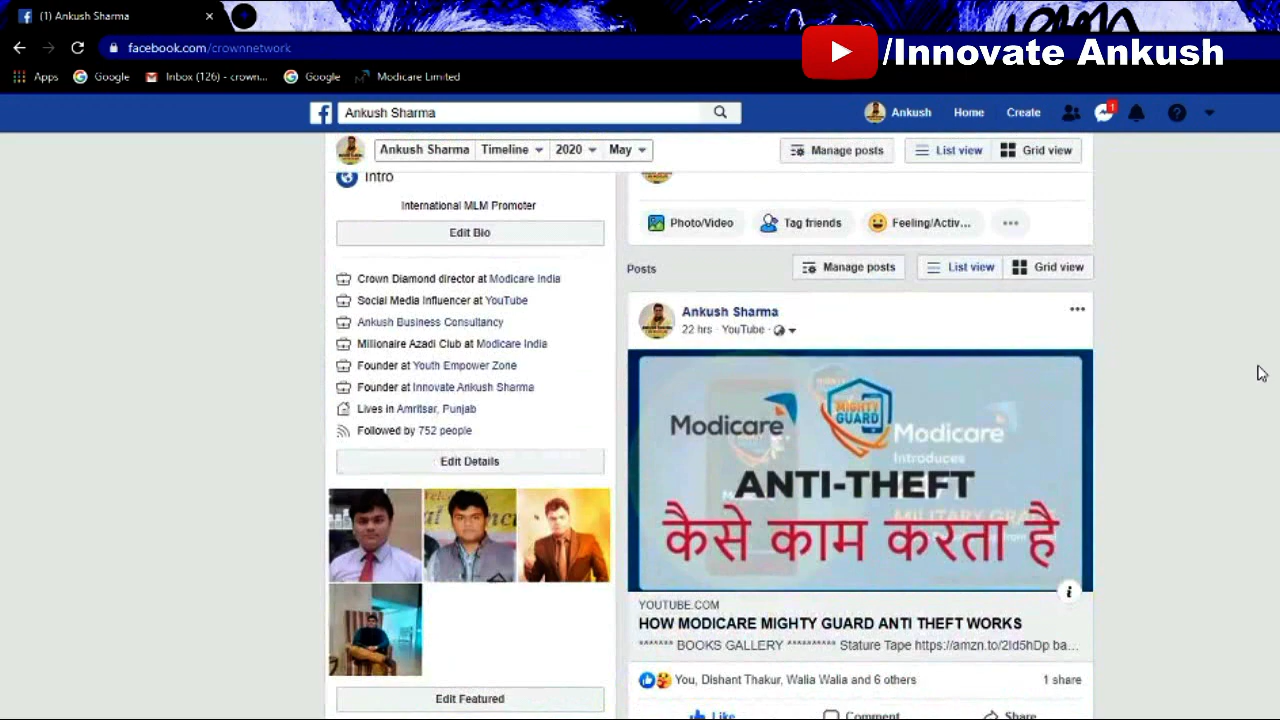 (1) Ankush Sharma
facebook.com/crownnetwork
/Innovate Ankush
Apps Google Inbox (126) - crown... Google Modicare Limited
Ankush Sharma
Ankush Home Create 1
Ankush Sharma Timeline 2020 May Manage posts List view Grid view
Intro
International MLM Promoter
Edit Bio
Crown Diamond director at Modicare India
Social Media Influencer at YouTube
Ankush Business Consultancy
Millionaire Azadi Club at Modicare India
Founder at Youth Empower Zone
Founder at Innovate Ankush Sharma
Lives in Amritsar, Punjab
Followed by 752 people
Edit Details
Edit Featured
Photo/Video Tag friends Feeling/Activ...
Posts Manage posts List view Grid view
Ankush Sharma
22 hrs · YouTube ·
Modicare MIGHTY GUARD Modicare
Introduces
ANTI-THEFT
कैसे काम करता है
YOUTUBE.COM
HOW MODICARE MIGHTY GUARD ANTI THEFT WORKS
******* BOOKS GALLERY ********** Stature Tape https://amzn.to/2Id5hDp ba...
You, Dishant Thakur, Walia Walia and 6 others 1 share
Like Comment Share